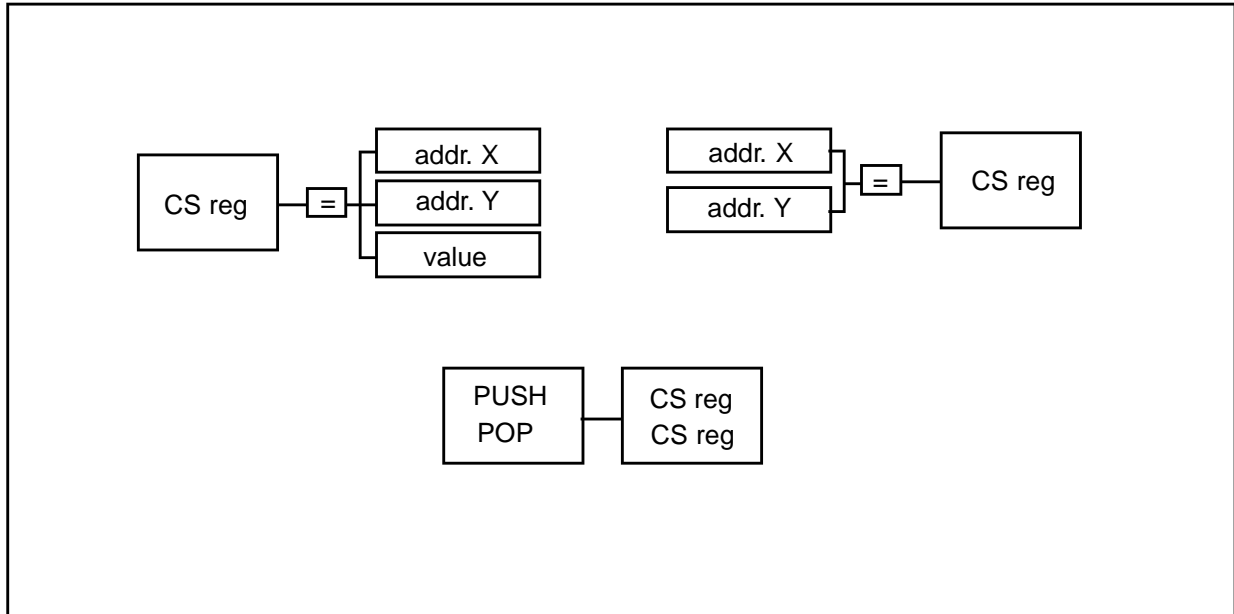 CS reg
=
addr. X
addr. Y
value
addr. X
addr. Y
=
CS reg
PUSH
POP
CS reg
CS reg